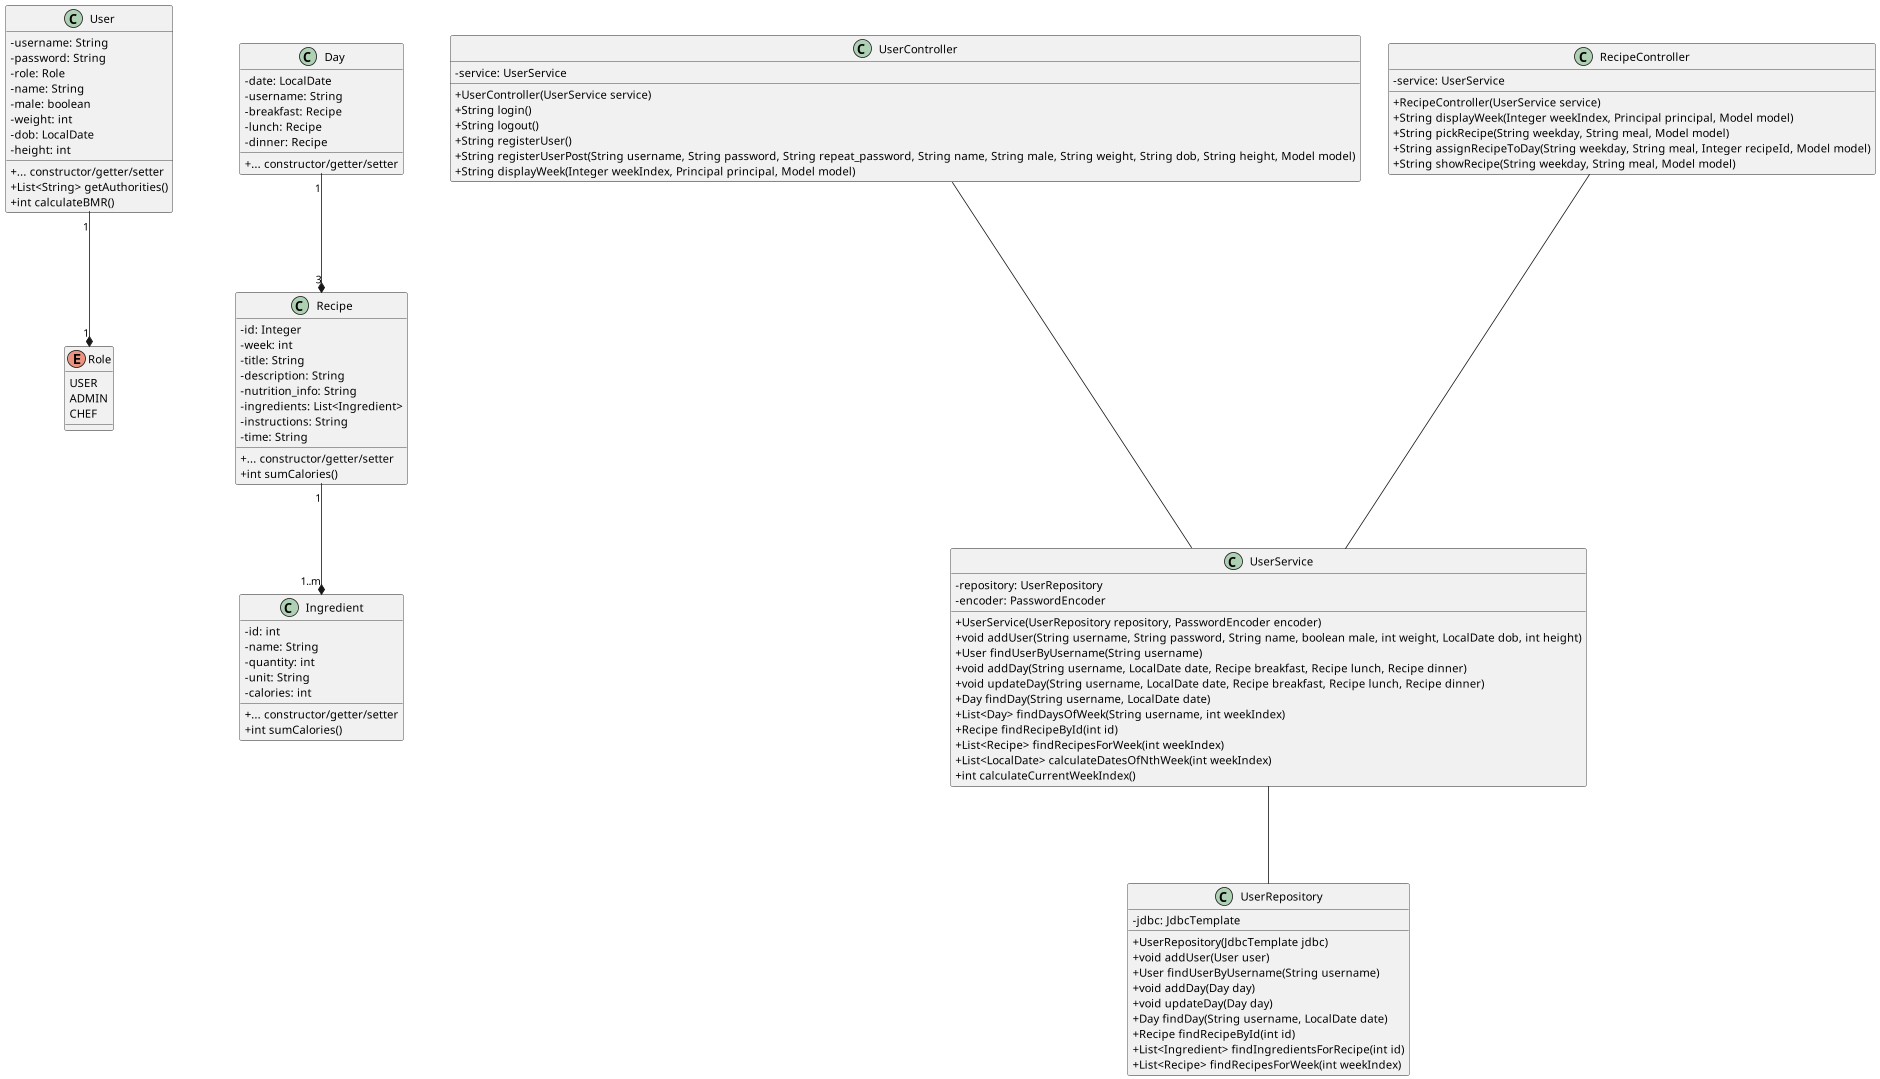 C User
-username: String
-password: String
-role: Role
-name: String
-male: boolean
-weight: int
-dob: LocalDate
-height: int
+... constructor/getter/setter
+List<String> getAuthorities()
+int calculateBMR()
1
1
E Role
USER
ADMIN
CHEF
C Day
-date: LocalDate
-username: String
-breakfast: Recipe
-lunch: Recipe
-dinner: Recipe
+... constructor/getter/setter
1
3
C Recipe
-id: Integer
-week: int
-title: String
-description: String
-nutrition_info: String
-ingredients: List<Ingredient>
-instructions: String
-time: String
+... constructor/getter/setter
+int sumCalories()
1
1..m
C Ingredient
-id: int
-name: String
-quantity: int
-unit: String
-calories: int
+... constructor/getter/setter
+int sumCalories()
C UserController
-service: UserService
+UserController(UserService service)
+String login()
+String logout()
+String registerUser()
+String registerUserPost(String username, String password, String repeat_password, String name, String male, String weight, String dob, String height, Model model)
+String displayWeek(Integer weekIndex, Principal principal, Model model)
C RecipeController
-service: UserService
+RecipeController(UserService service)
+String displayWeek(Integer weekIndex, Principal principal, Model model)
+String pickRecipe(String weekday, String meal, Model model)
+String assignRecipeToDay(String weekday, String meal, Integer recipeId, Model model)
+String showRecipe(String weekday, String meal, Model model)
C UserService
-repository: UserRepository
-encoder: PasswordEncoder
+UserService(UserRepository repository, PasswordEncoder encoder)
+void addUser(String username, String password, String name, boolean male, int weight, LocalDate dob, int height)
+User findUserByUsername(String username)
+void addDay(String username, LocalDate date, Recipe breakfast, Recipe lunch, Recipe dinner)
+void updateDay(String username, LocalDate date, Recipe breakfast, Recipe lunch, Recipe dinner)
+Day findDay(String username, LocalDate date)
+List<Day> findDaysOfWeek(String username, int weekIndex)
+Recipe findRecipeById(int id)
+List<Recipe> findRecipesForWeek(int weekIndex)
+List<LocalDate> calculateDatesOfNthWeek(int weekIndex)
+int calculateCurrentWeekIndex()
C UserRepository
-jdbc: JdbcTemplate
+UserRepository(JdbcTemplate jdbc)
+void addUser(User user)
+User findUserByUsername(String username)
+void addDay(Day day)
+void updateDay(Day day)
+Day findDay(String username, LocalDate date)
+Recipe findRecipeById(int id)
+List<Ingredient> findIngredientsForRecipe(int id)
+List<Recipe> findRecipesForWeek(int weekIndex)